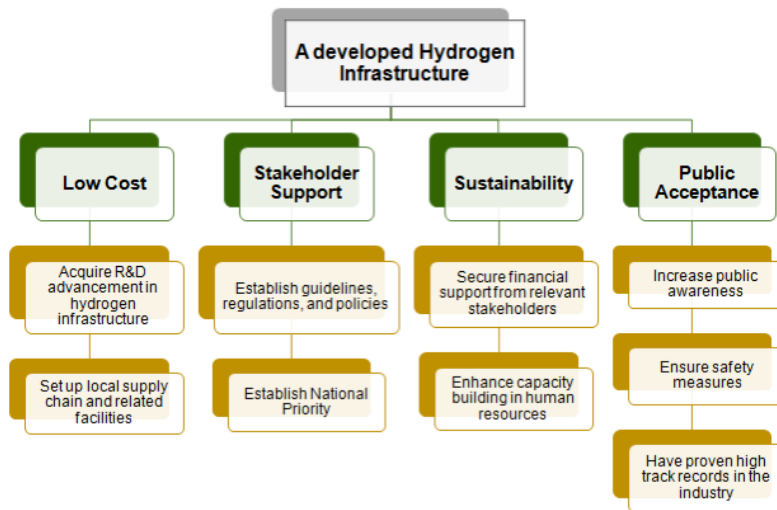 A developed Hydrogen
Infrastructure
Low Cost
Stakeholder
Support
Sustainability
Public
Acceptance
Acquire R&D
advancement in
hydrogen
infrastructure
Establish guidelines,
regulations, and policies
Secure financial
support from relevant
stakeholders
Increase public
awareness
Set up local supply
chain and related
facilities
Establish National
Priority
Enhance capacity
building in human
resources
Ensure safety
measures
Have proven high
track records in the
industry